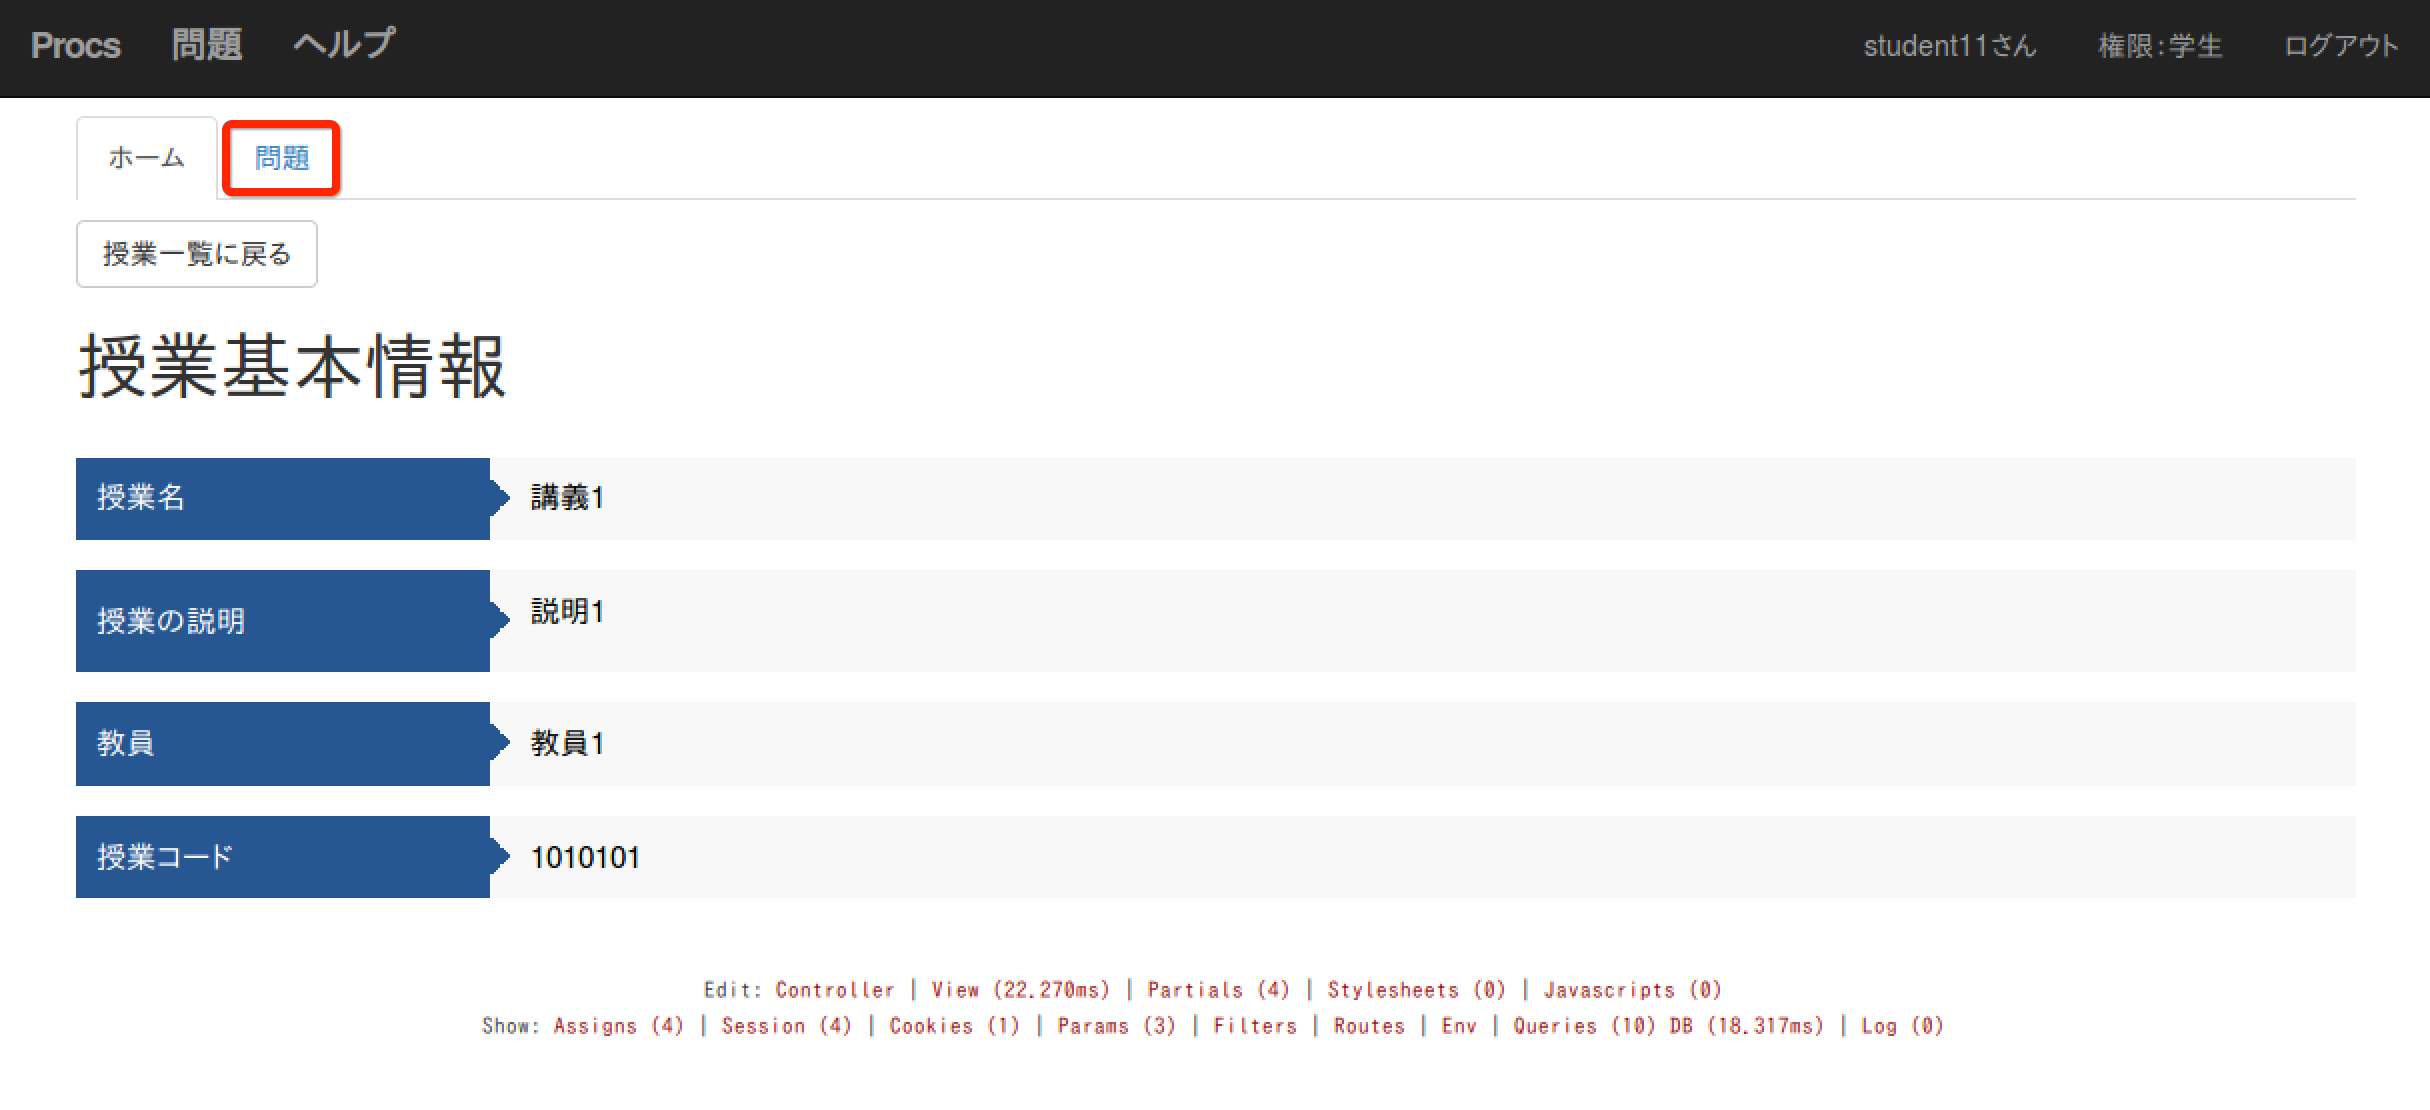 Procs 問題 ヘルプ student11さん 権限:学生 ログアウト
ホーム 問題
授業一覧に戻る
授業基本情報
授業名 講義1
授業の説明 説明1
教員 教員1
授業コード 1010101
Edit: Controller | View (22.270ms) | Partials (4) | Stylesheets (0) | Javascripts (0)
Show: Assigns (4) | Session (4) | Cookies (1) | Params (3) | Filters | Routes | Env | Queries (10) DB (18.317ms) | Log (0)